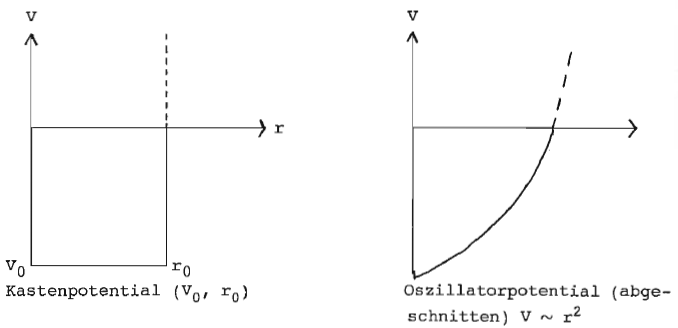 V
r
V₀
r₀
Kastenpotential (V₀, r₀)
V
Oszillatorpotential (abge-
schnitten) V ~ r²